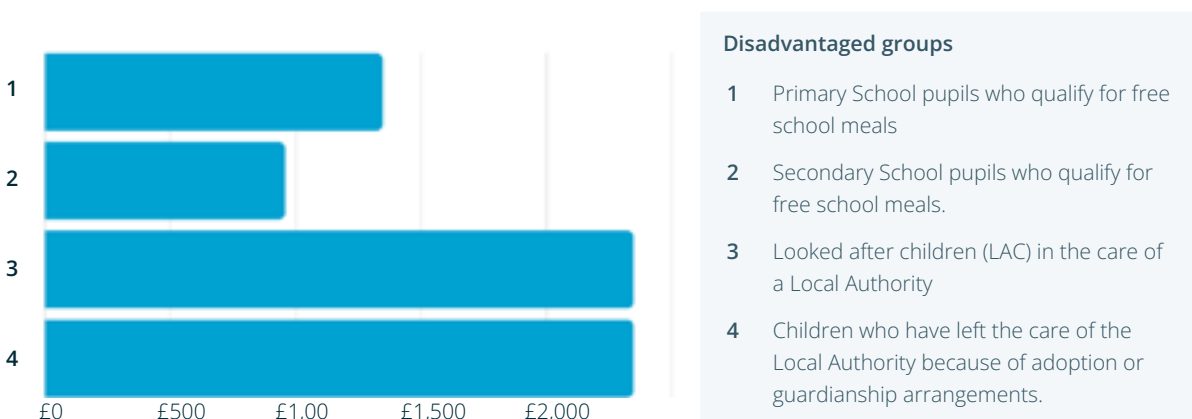 1
2
3
4
£0 £500 £1,00 £1,500 £2,000
Disadvantaged groups
1 Primary School pupils who qualify for free
school meals
2 Secondary School pupils who qualify for
free school meals.
3 Looked after children (LAC) in the care of
a Local Authority
4 Children who have left the care of the
Local Authority because of adoption or
guardianship arrangements.